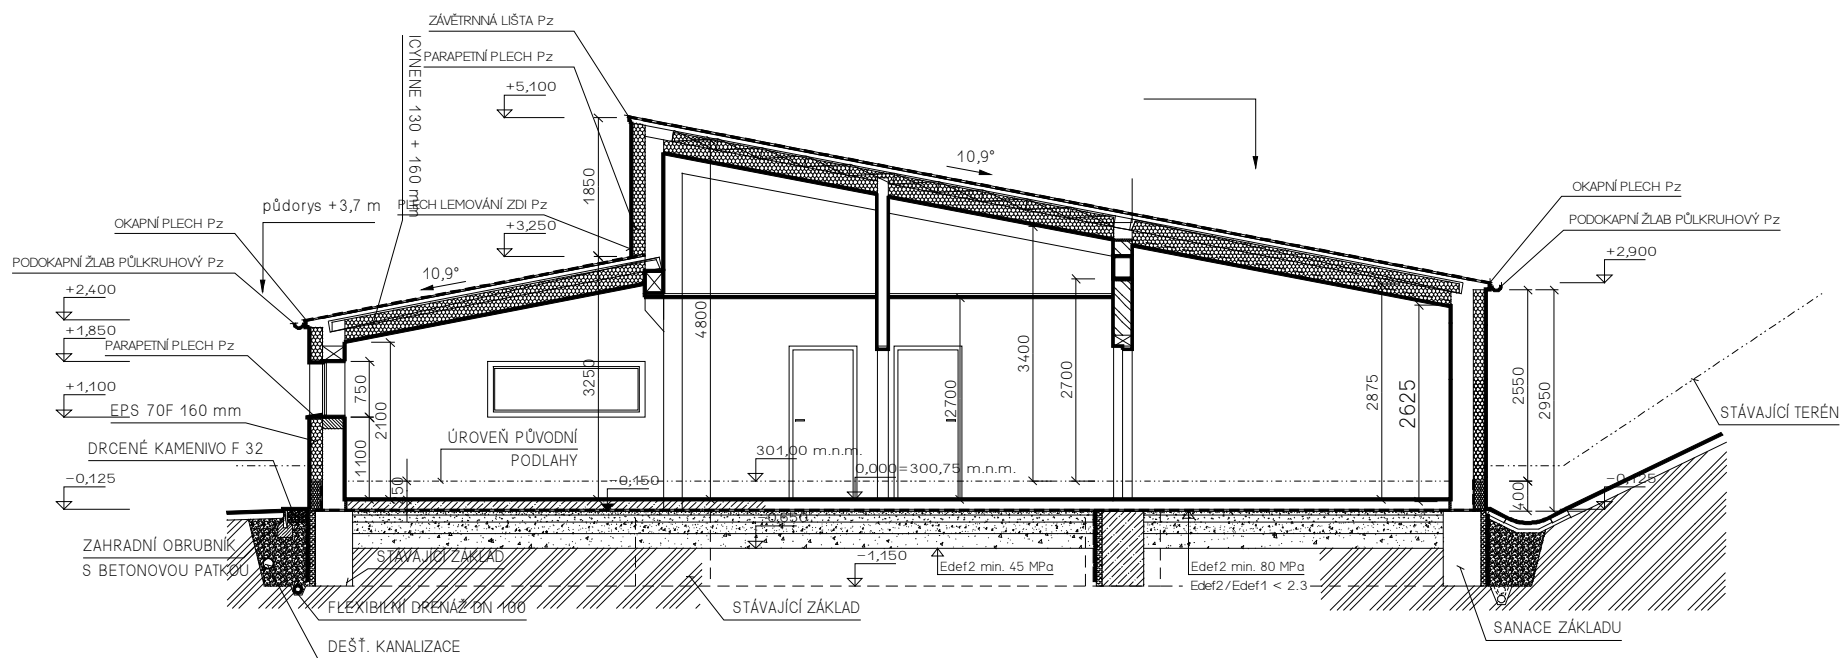 ZÁVĚTRNNÁ LIŠTA Pz
ICYNENE 130 + 160 mm
PARAPETNÍ PLECH Pz
+5,100
10,9°
1850
OKAPNÍ PLECH Pz
půdorys +3,7 m
PLECH LEMOVÁNÍ ZDI Pz
OKAPNÍ PLECH Pz
PODOKAPNÍ ŽLAB PŮLKRUHOVÝ Pz
+3,250
+2,900
PODOKAPNÍ ŽLAB PŮLKRUHOVÝ Pz
10,9°
+2,400
+1,850
PARAPETNÍ PLECH Pz
4800
3250
3400
2700
12700
2875
2625
2550
2950
+1,100
750
2100
1100
EPS 70F 160 mm
STÁVAJÍCÍ TERÉN
DRCENÉ KAMENIVO F 32
ÚROVEŇ PŮVODNÍ
PODLAHY
301,00 m.n.m.
0,000=300,75 m.n.m.
-0,125
-0,150
400
-0,125
ZAHRADNÍ OBRUBNÍK
S BETONOVOU PATKOU
STÁVAJÍCÍ ZÁKLAD
-1,150
Edef2 min. 45 MPa
Edef2 min. 80 MPa
Edef2/Edef1 < 2.3
FLEXIBILNÍ DRENÁŽ DN 100
STÁVAJÍCÍ ZÁKLAD
SANACE ZÁKLADU
DEŠŤ. KANALIZACE